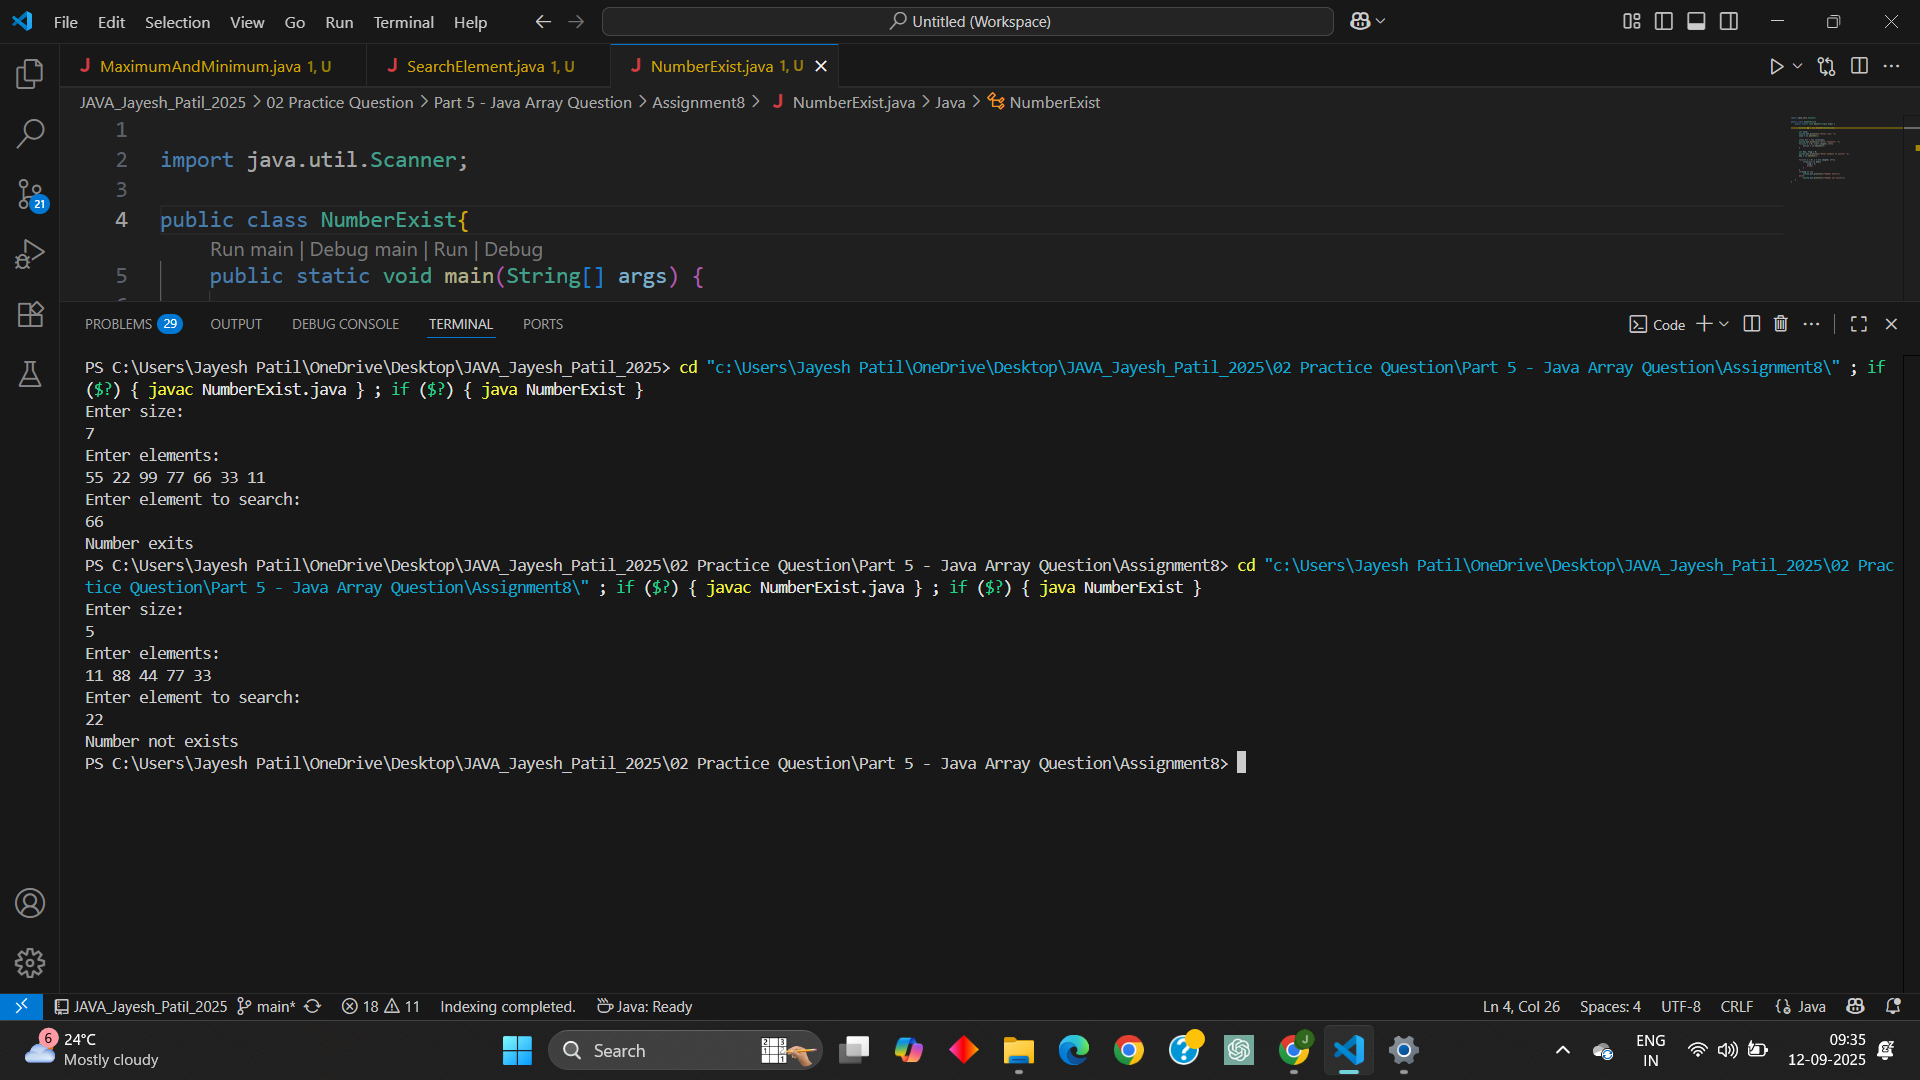 File Edit Selection View Go Run Terminal Help
Untitled (Workspace)
MaximumAndMinimum.java 1, U
SearchElement.java 1, U
NumberExist.java 1, U
JAVA_Jayesh_Patil_2025 > 02 Practice Question > Part 5 - Java Array Question > Assignment8 > NumberExist.java > Java > NumberExist
1
2 import java.util.Scanner;
3
4 public class NumberExist{
Run main | Debug main | Run | Debug
5 public static void main(String[] args) {
21
PROBLEMS 29 OUTPUT DEBUG CONSOLE TERMINAL PORTS
Code
PS C:\Users\Jayesh Patil\OneDrive\Desktop\JAVA_Jayesh_Patil_2025> cd "c:\Users\Jayesh Patil\OneDrive\Desktop\JAVA_Jayesh_Patil_2025\02 Practice Question\Part 5 - Java Array Question\Assignment8\" ; if
($?) { javac NumberExist.java } ; if ($?) { java NumberExist }
Enter size:
7
Enter elements:
55 22 99 77 66 33 11
Enter element to search:
66
Number exits
PS C:\Users\Jayesh Patil\OneDrive\Desktop\JAVA_Jayesh_Patil_2025\02 Practice Question\Part 5 - Java Array Question\Assignment8> cd "c:\Users\Jayesh Patil\OneDrive\Desktop\JAVA_Jayesh_Patil_2025\02 Prac
tice Question\Part 5 - Java Array Question\Assignment8\" ; if ($?) { javac NumberExist.java } ; if ($?) { java NumberExist }
Enter size:
5
Enter elements:
11 88 44 77 33
Enter element to search:
22
Number not exists
PS C:\Users\Jayesh Patil\OneDrive\Desktop\JAVA_Jayesh_Patil_2025\02 Practice Question\Part 5 - Java Array Question\Assignment8>
JAVA_Jayesh_Patil_2025 main* 18 11 Indexing completed. Java: Ready
Ln 4, Col 26 Spaces: 4 UTF-8 CRLF Java
6
24°C
Mostly cloudy
Search
J
ENG
IN
09:35
12-09-2025